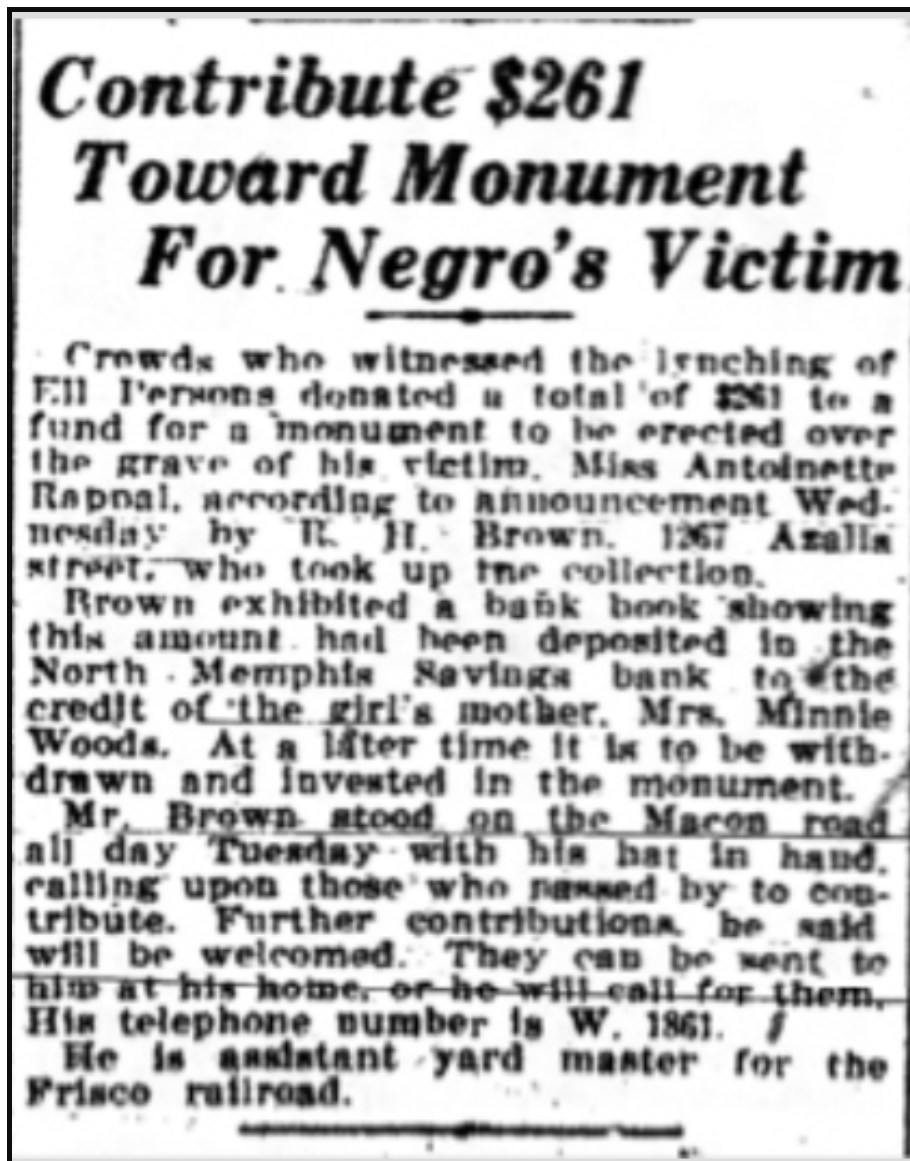 Contribute $261
Toward Monument
For Negro's Victim
Crowds who witnessed the lynching of
Ell Persons donated a total of $261 to a
fund for a monument to be erected over
the grave of his victim, Miss Antoinette
Rappal, according to announcement Wed-
nesday by R. H. Brown, 1267 Azalia
street, who took up the collection.
Brown exhibited a bank book showing
this amount had been deposited in the
North Memphis Savings bank to the
credit of the girl's mother, Mrs. Minnie
Woods. At a later time it is to be with-
drawn and invested in the monument.
Mr. Brown stood on the Macon road
all day Tuesday with his hat in hand,
calling upon those who passed by to con-
tribute. Further contributions, he said
will be welcomed. They can be sent to
him at his home, or he will call for them.
His telephone number is W. 1861.
He is assistant yard master for the
Frisco railroad.